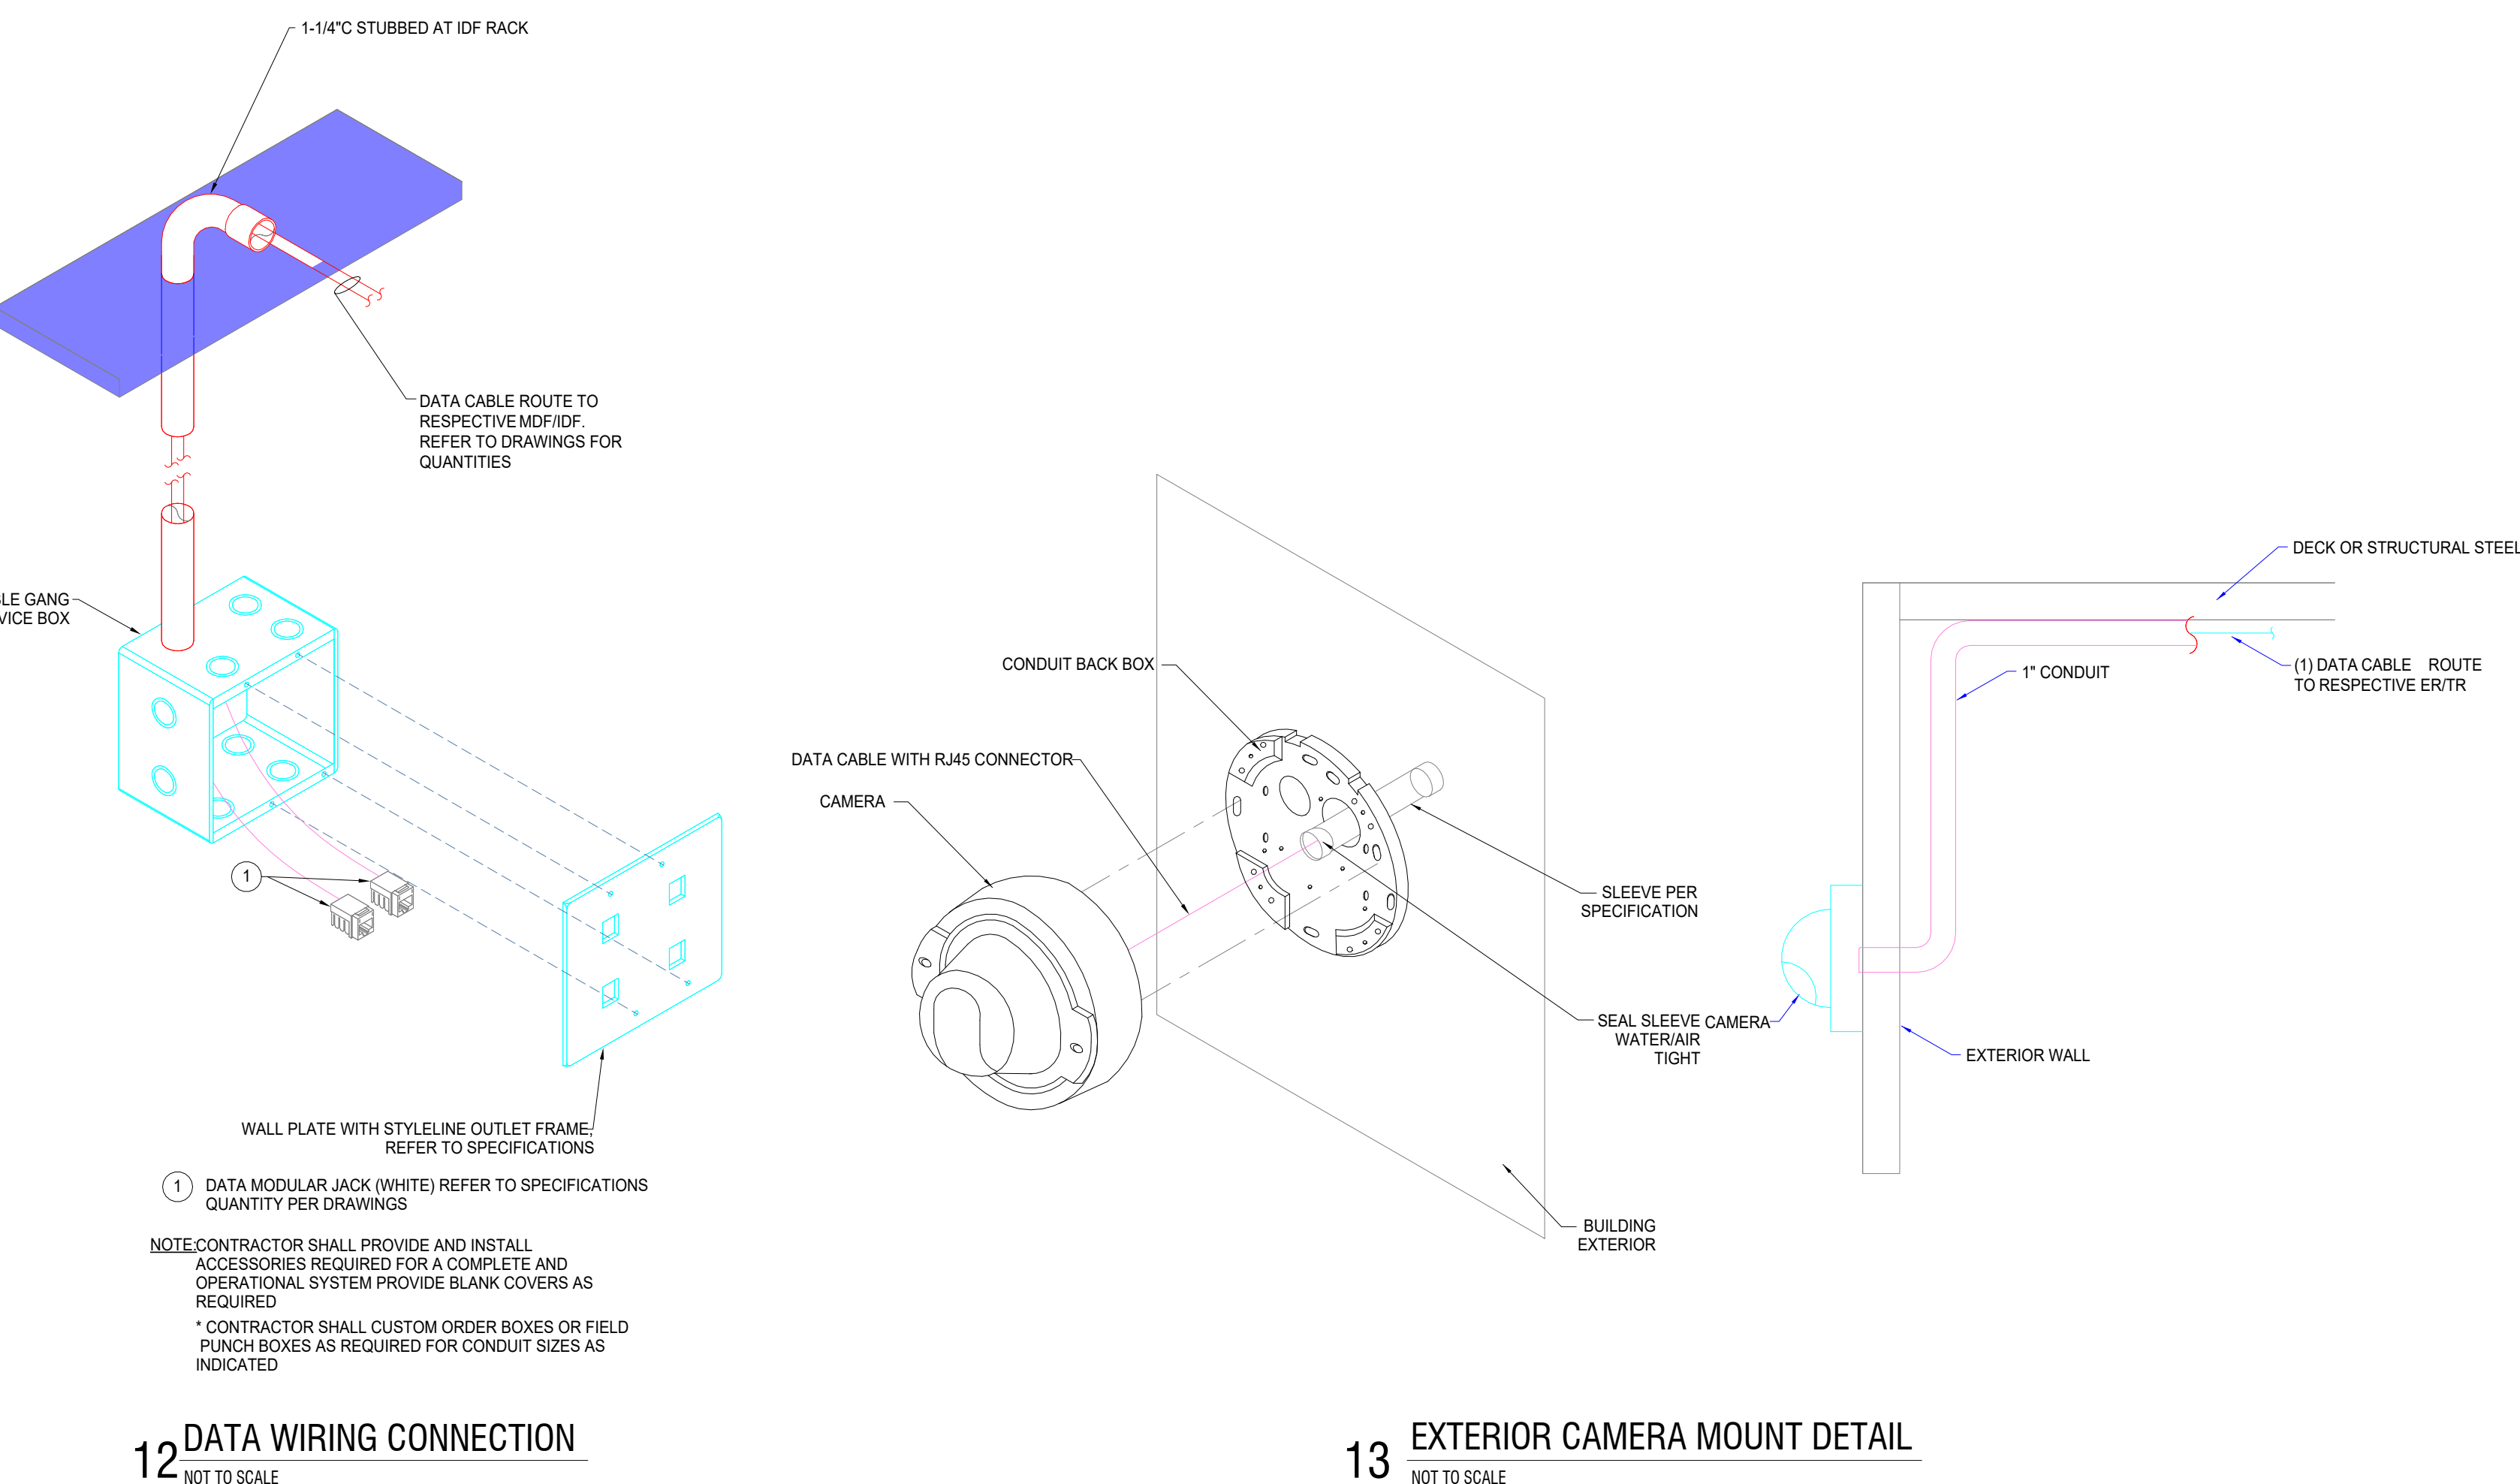 1-1/4"C STUBBED AT IDF RACK
DATA CABLE ROUTE TO
RESPECTIVE MDF/IDF.
REFER TO DRAWINGS FOR
QUANTITIES
BLE GANG
VICE BOX
1
WALL PLATE WITH STYLELINE OUTLET FRAME,
REFER TO SPECIFICATIONS
1 DATA MODULAR JACK (WHITE) REFER TO SPECIFICATIONS
QUANTITY PER DRAWINGS
NOTE: CONTRACTOR SHALL PROVIDE AND INSTALL
ACCESSORIES REQUIRED FOR A COMPLETE AND
OPERATIONAL SYSTEM PROVIDE BLANK COVERS AS
REQUIRED
* CONTRACTOR SHALL CUSTOM ORDER BOXES OR FIELD
PUNCH BOXES AS REQUIRED FOR CONDUIT SIZES AS
INDICATED
12 DATA WIRING CONNECTION
NOT TO SCALE
CONDUIT BACK BOX
DATA CABLE WITH RJ45 CONNECTOR
CAMERA
SLEEVE PER
SPECIFICATION
SEAL SLEEVE
WATER/AIR
TIGHT
BUILDING
EXTERIOR
DECK OR STRUCTURAL STEEL
(1) DATA CABLE ROUTE
TO RESPECTIVE ER/TR
1" CONDUIT
CAMERA
EXTERIOR WALL
13 EXTERIOR CAMERA MOUNT DETAIL
NOT TO SCALE